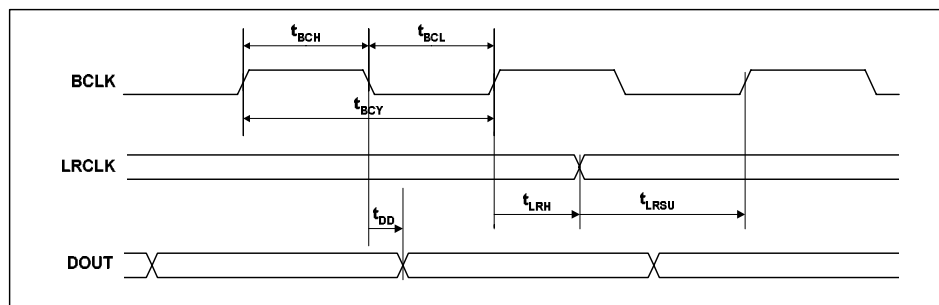 tBCH
tBCL
BCLK
tBCY
LRCLK
tLRH
tLRSU
tDD
DOUT